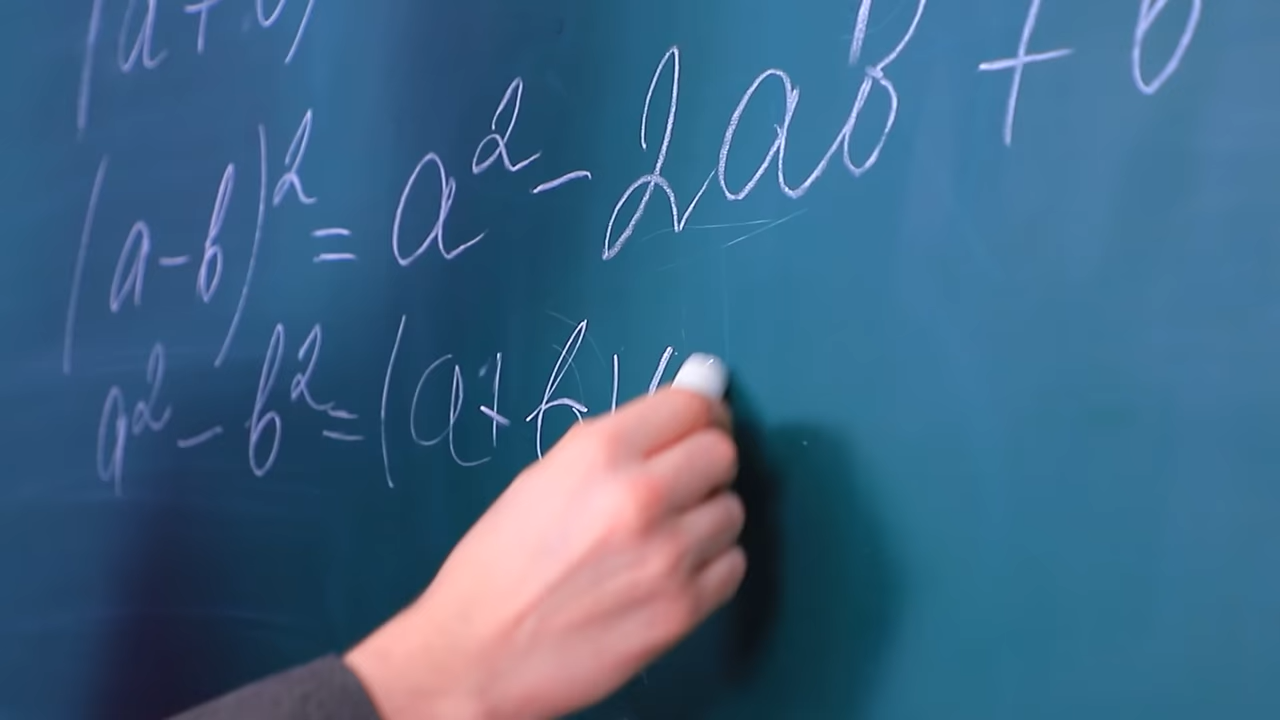 (a+b)
(a-b)² = a² - 2ab + b
a² - b² = (a+b)(